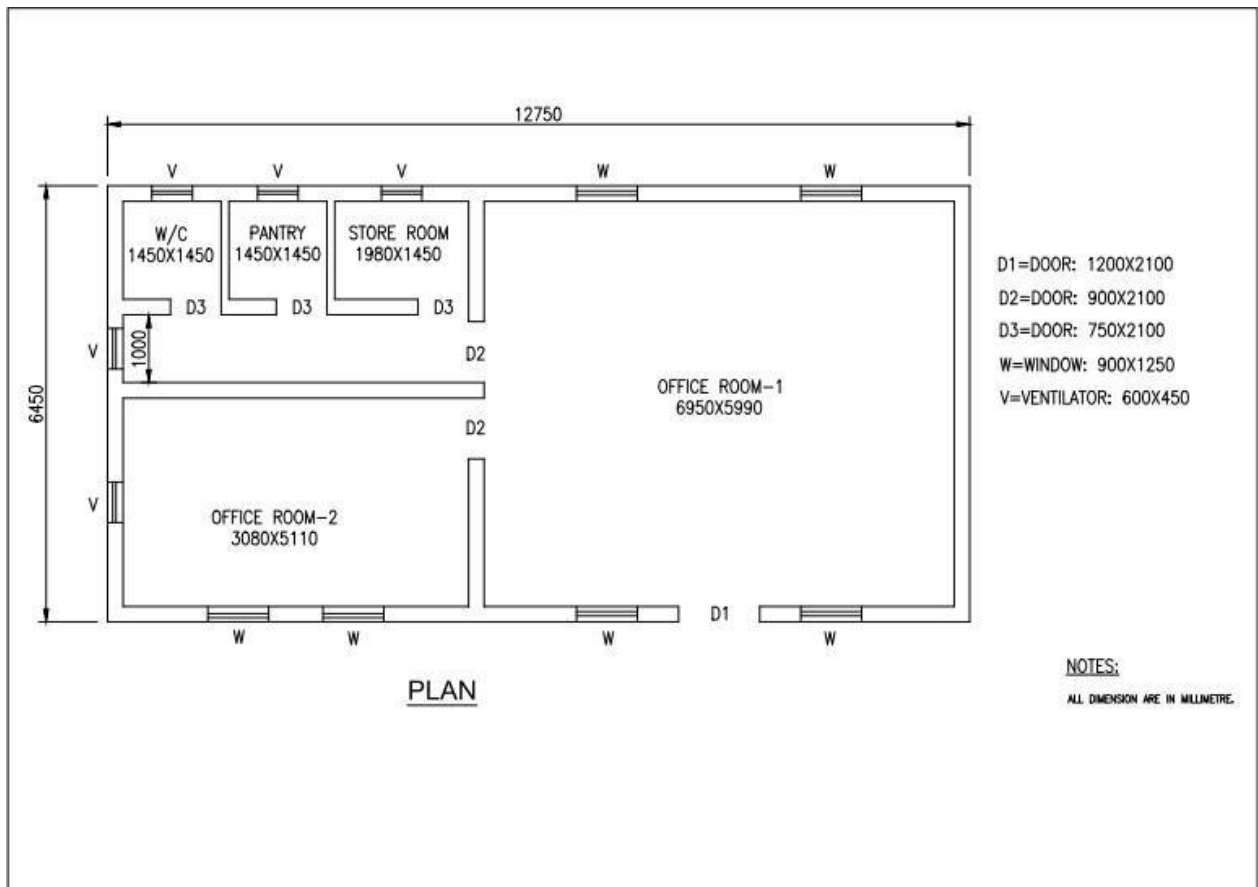 12750
V
V
V
W
W
W/C
1450X1450
PANTRY
1450X1450
STORE ROOM
1980X1450
D1=DOOR: 1200X2100
D2=DOOR: 900X2100
D3=DOOR: 750X2100
W=WINDOW: 900X1250
V=VENTILATOR: 600X450
D3
D3
D3
V
1000
D2
6450
OFFICE ROOM-1
6950X5990
D2
V
OFFICE ROOM-2
3080X5110
D1
W
W
W
W
PLAN
NOTES:
ALL DIMENSION ARE IN MILLIMETRE.